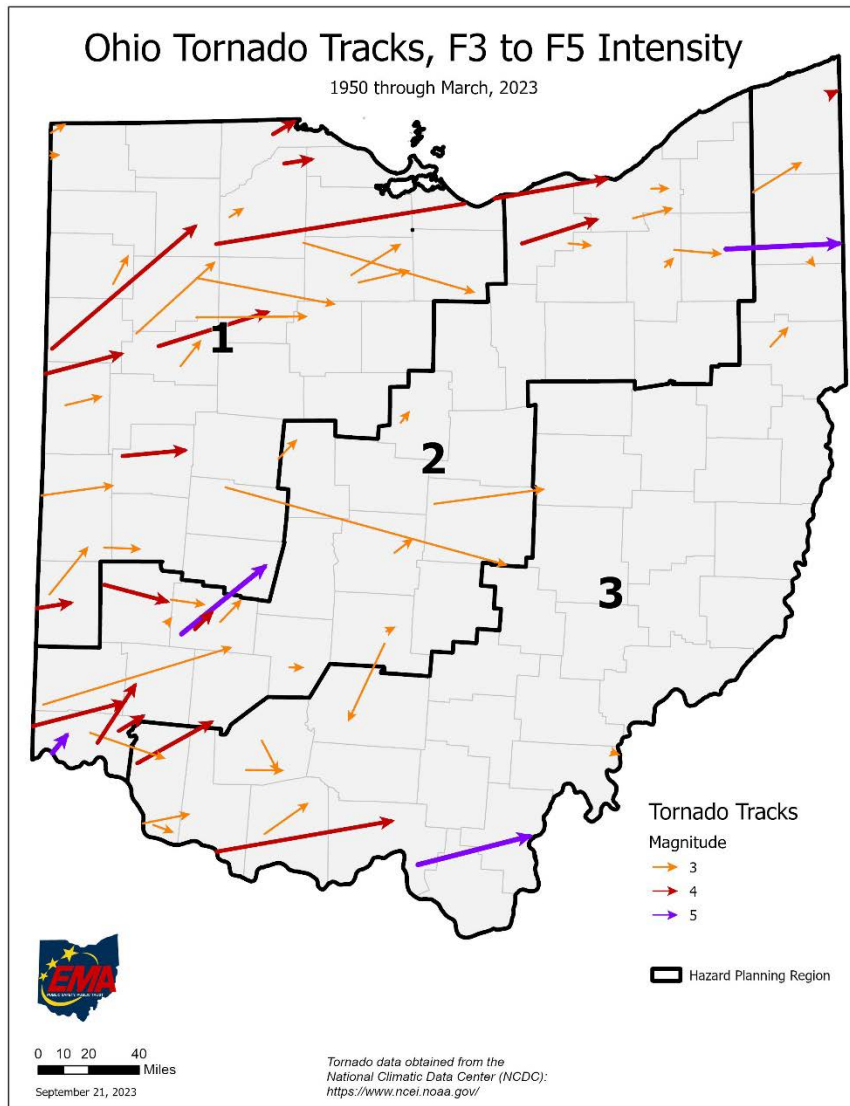 Ohio Tornado Tracks, F3 to F5 Intensity
1950 through March, 2023
1
2
3
Tornado Tracks
Magnitude
3
4
5
Hazard Planning Region
EMA
0 10 20 40
Miles
September 21, 2023
Tornado data obtained from the
National Climatic Data Center (NCDC):
https://www.ncei.noaa.gov/